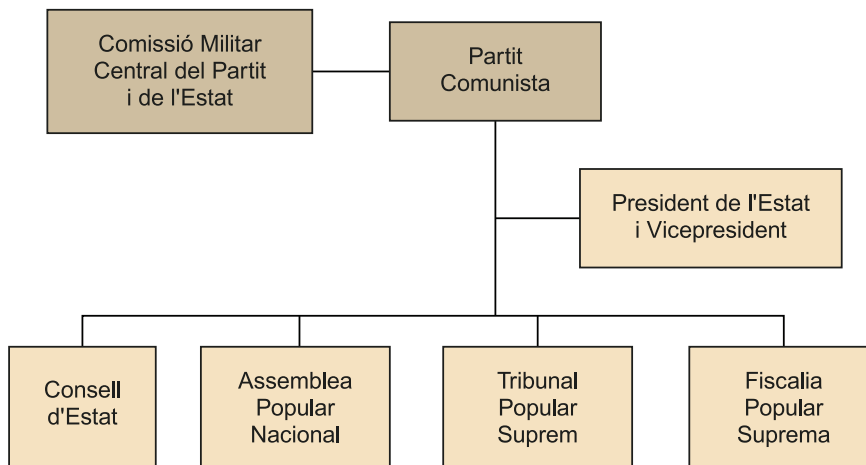 Comissió Militar
Central del Partit
i de l'Estat
Partit
Comunista
President de l'Estat
i Vicepresident
Consell
d'Estat
Assemblea
Popular
Nacional
Tribunal
Popular
Suprem
Fiscalia
Popular
Suprema